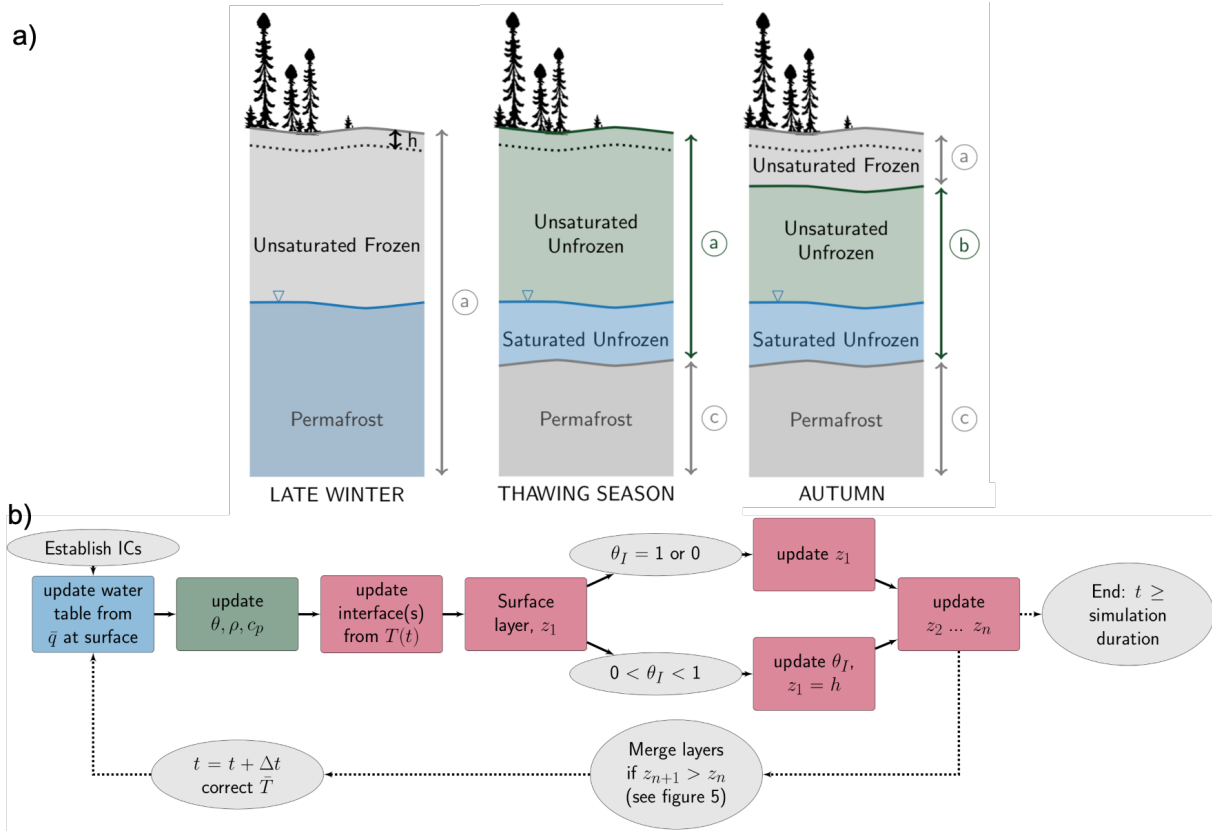 a)
h
Unsaturated Frozen
Permafrost
a
LATE WINTER
Unsaturated
Unfrozen
Saturated Unfrozen
Permafrost
a
c
THAWING SEASON
Unsaturated Frozen
Unsaturated
Unfrozen
Saturated Unfrozen
Permafrost
a
b
c
AUTUMN
b)
Establish ICs
update water
table from
q̄ at surface
update
θ, ρ, c_p
update
interface(s)
from T(t)
Surface
layer, z_1
θ_I = 1 or 0
0 < θ_I < 1
update z_1
update θ_I,
z_1 = h
update
z_2 ... z_n
End: t ≥
simulation
duration
Merge layers
if z_{n+1} > z_n
(see figure 5)
t = t + Δt
correct T̄